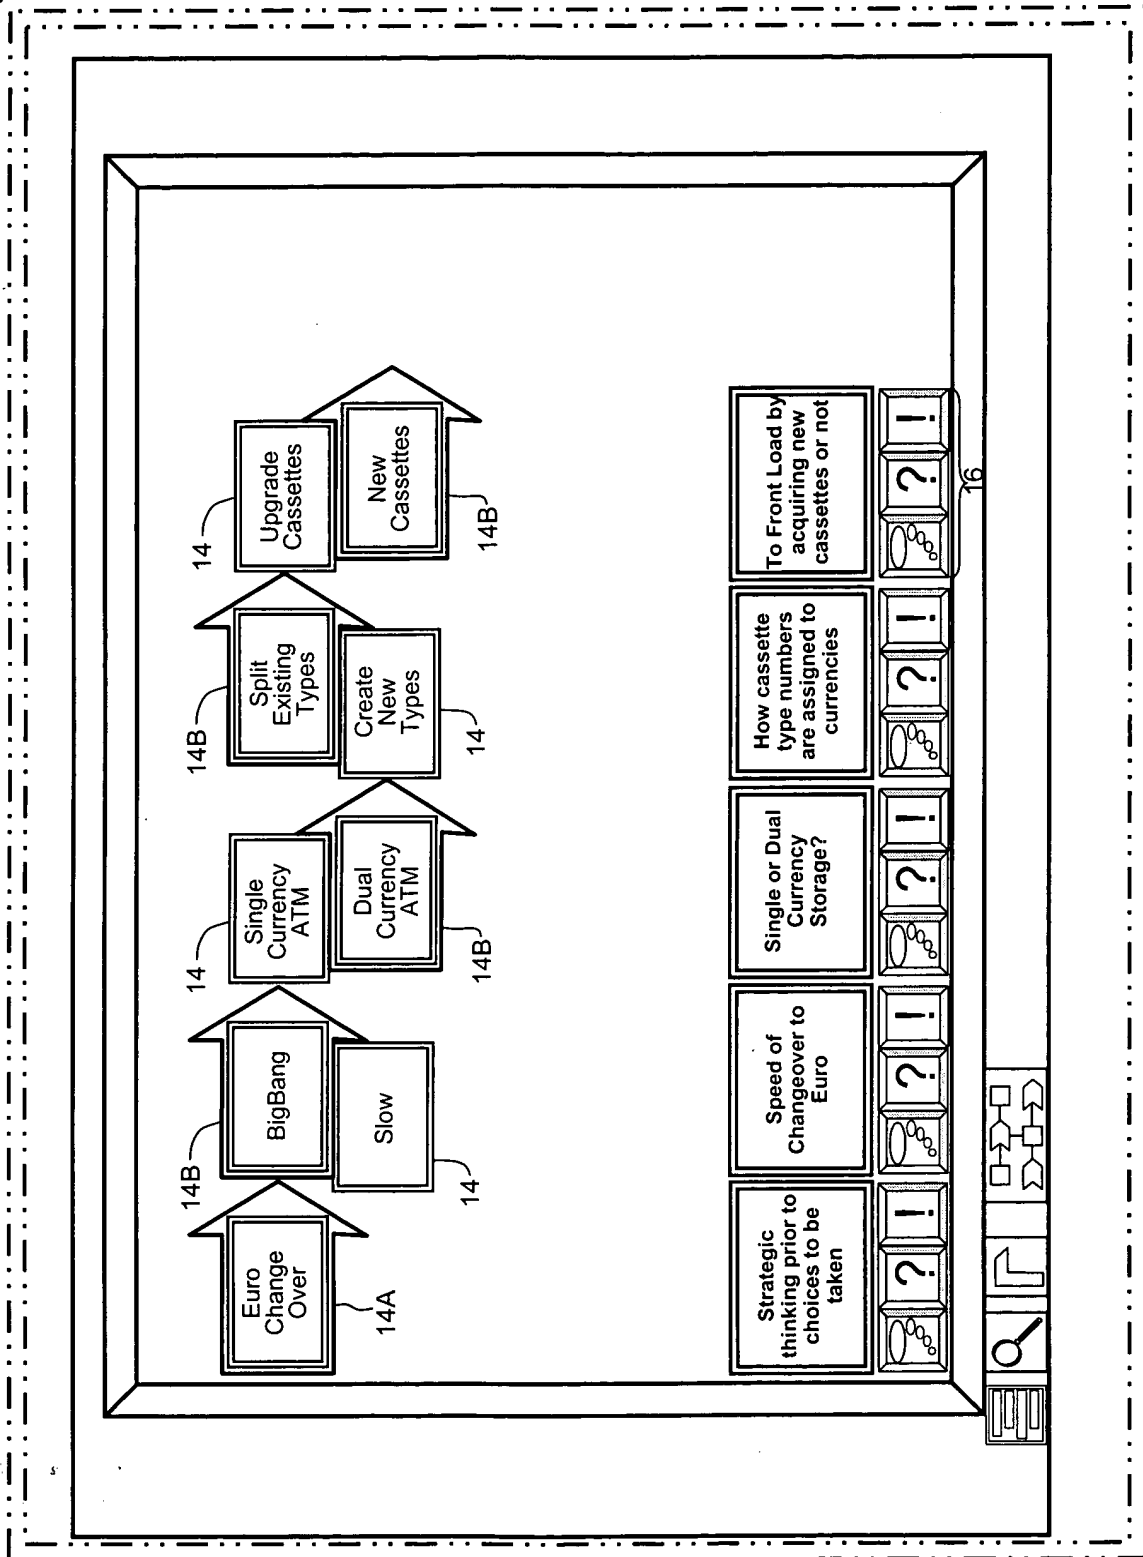 14
Upgrade
Cassettes
New
Cassettes
14B
14B
Split
Existing
Types
Create
New
Types
14
14
Single
Currency
ATM
Dual
Currency
ATM
14B
14B
BigBang
Slow
14
Euro
Change
Over
14A
Strategic
thinking prior to
choices to be
taken
? !
Speed of
Changeover to
Euro
? !
Single or Dual
Currency
Storage?
? !
How cassette
type numbers
are assigned to
currencies
? !
To Front Load by
acquiring new
cassettes or not
? !
16